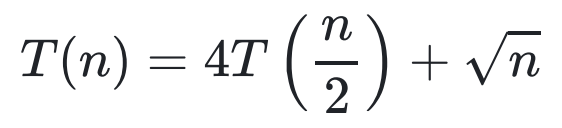 T(n) = 4T(n/2) + √n